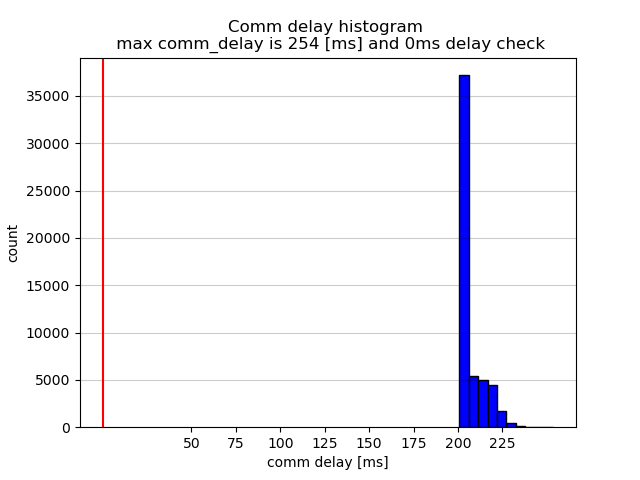 Comm delay histogram
max comm_delay is 254 [ms] and 0ms delay check
35000
30000
25000
20000
15000
10000
5000
0
count
50 75 100 125 150 175 200 225
comm delay [ms]